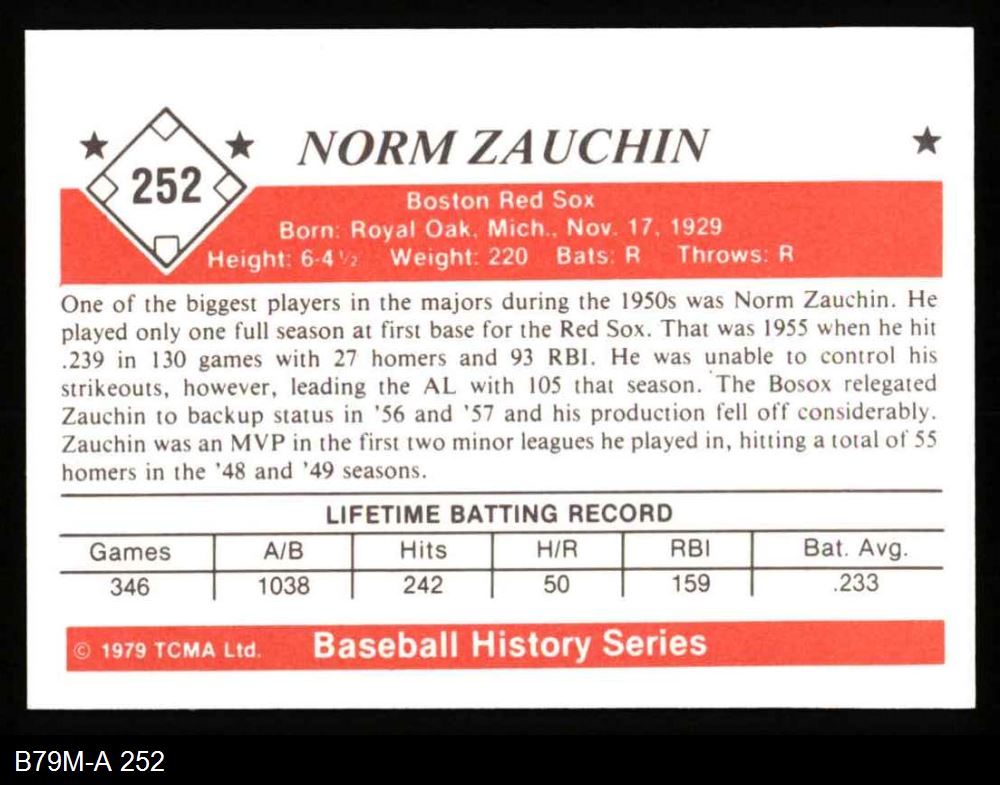 NORM ZAUCHIN
252
Boston Red Sox
Born: Royal Oak, Mich., Nov. 17, 1929
Height: 6-4 ½ Weight: 220 Bats: R Throws: R
One of the biggest players in the majors during the 1950s was Norm Zauchin. He
played only one full season at first base for the Red Sox. That was 1955 when he hit
.239 in 130 games with 27 homers and 93 RBI. He was unable to control his
strikeouts, however, leading the AL with 105 that season. The Bosox relegated
Zauchin to backup status in '56 and '57 and his production fell off considerably.
Zauchin was an MVP in the first two minor leagues he played in, hitting a total of 55
homers in the '48 and '49 seasons.
LIFETIME BATTING RECORD
Games A/B Hits H/R RBI Bat. Avg.
346 1038 242 50 159 .233
© 1979 TCMA Ltd. Baseball History Series
B79M-A 252